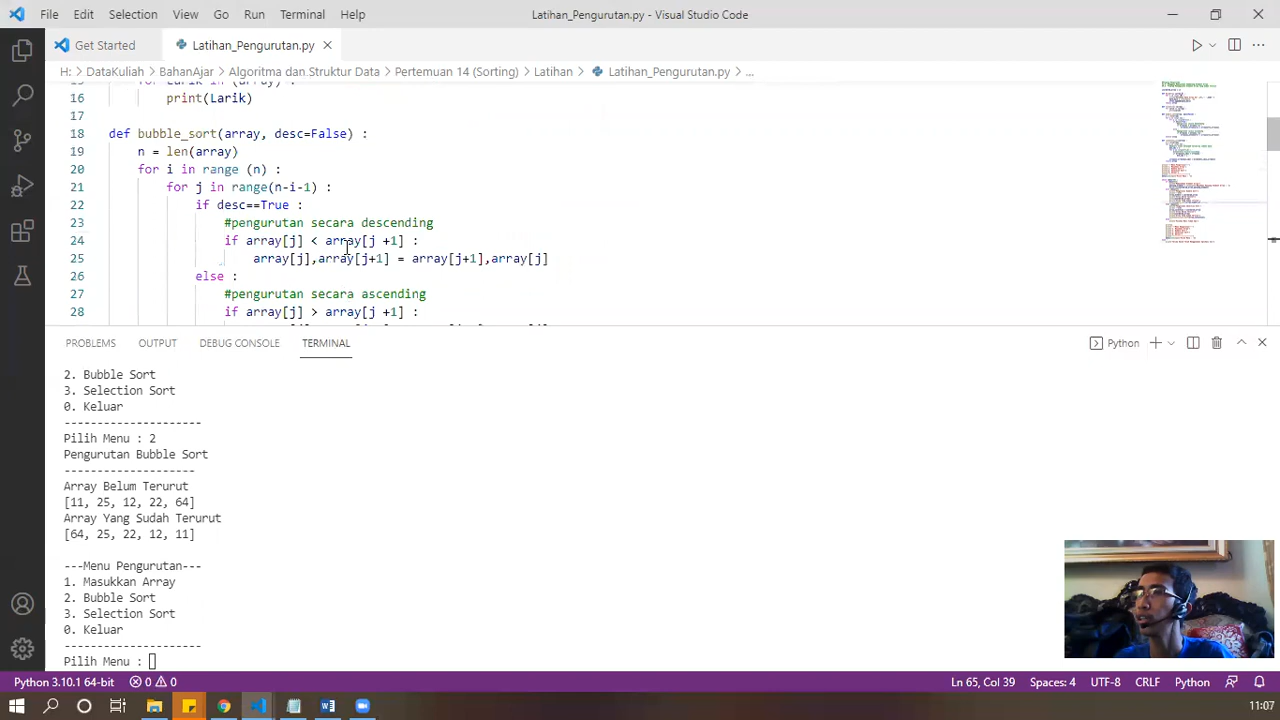 File Edit Selection View Go Run Terminal Help
Latihan_Pengurutan.py - Visual Studio Code
Get Started
Latihan_Pengurutan.py ×
H: > DataKuliah > BahanAjar > Algoritma dan Struktur Data > Pertemuan 14 (Sorting) > Latihan > Latihan_Pengurutan.py > ...
15 for Larik in (array) :
16 print(Larik)
17
18 def bubble_sort(array, desc=False) :
19 n = len(array)
20 for i in range (n) :
21 for j in range(n-i-1) :
22 if desc==True :
23 #pengurutan secara descending
24 if array[j] < array[j +1] :
25 array[j],array[j+1] = array[j+1],array[j]
26 else :
27 #pengurutan secara ascending
28 if array[j] > array[j +1] :
PROBLEMS OUTPUT DEBUG CONSOLE TERMINAL
Python
2. Bubble Sort
3. Selection Sort
0. Keluar
---------------------
Pilih Menu : 2
Pengurutan Bubble Sort
--------------------
Array Belum Terurut
[11, 25, 12, 22, 64]
Array Yang Sudah Terurut
[64, 25, 22, 12, 11]
---Menu Pengurutan---
1. Masukkan Array
2. Bubble Sort
3. Selection Sort
0. Keluar
---------------------
Pilih Menu :
Python 3.10.1 64-bit 0 0
Ln 65, Col 39 Spaces: 4 UTF-8 CRLF Python
11:07